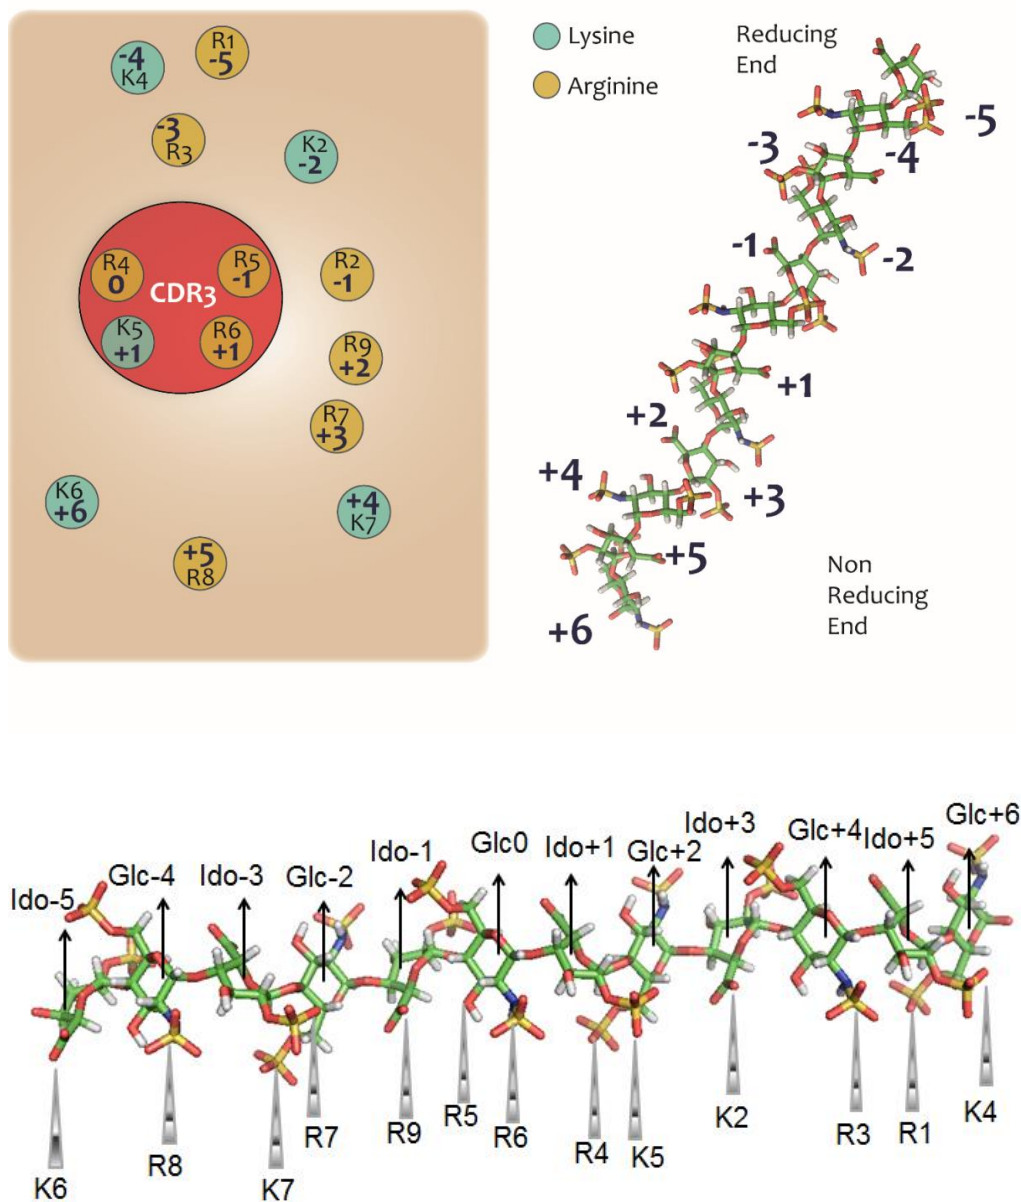 R1
-5
-4
K4
-3
R3
K2
-2
R4
0
CDR3
R5
-1
R2
-1
K5
+1
R6
+1
R9
+2
R7
+3
K6
+6
+4
K7
+5
R8
Lysine
Arginine
Reducing
End
-5
-3
-4
-1
-2
+1
+2
+4
+3
+5
+6
Non
Reducing
End
Ido-5
Glc-4
Ido-3
Glc-2
Ido-1
Glc0
Ido+1
Glc+2
Ido+3
Glc+4
Ido+5
Glc+6
K6
R8
K7
R7
R9
R5
R6
R4
K5
K2
R3
R1
K4